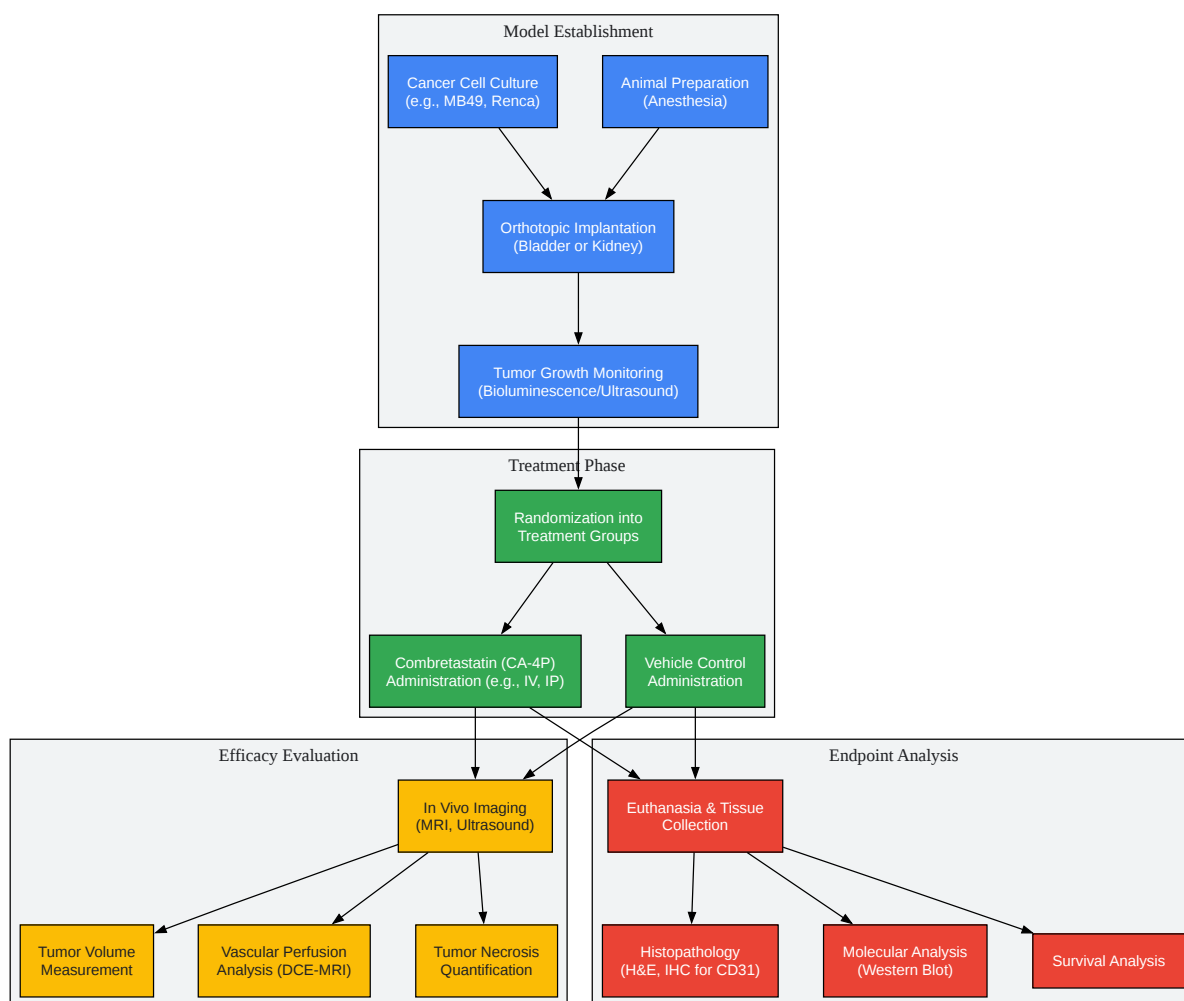 Model Establishment
Cancer Cell Culture
(e.g., MB49, Renca)
Animal Preparation
(Anesthesia)
Orthotopic Implantation
(Bladder or Kidney)
Tumor Growth Monitoring
(Bioluminescence/Ultrasound)
Treatment Phase
Randomization into
Treatment Groups
Combretastatin (CA-4P)
Administration (e.g., IV, IP)
Vehicle Control
Administration
Efficacy Evaluation
In Vivo Imaging
(MRI, Ultrasound)
Tumor Volume
Measurement
Vascular Perfusion
Analysis (DCE-MRI)
Tumor Necrosis
Quantification
Endpoint Analysis
Euthanasia & Tissue
Collection
Histopathology
(H&E, IHC for CD31)
Molecular Analysis
(Western Blot)
Survival Analysis